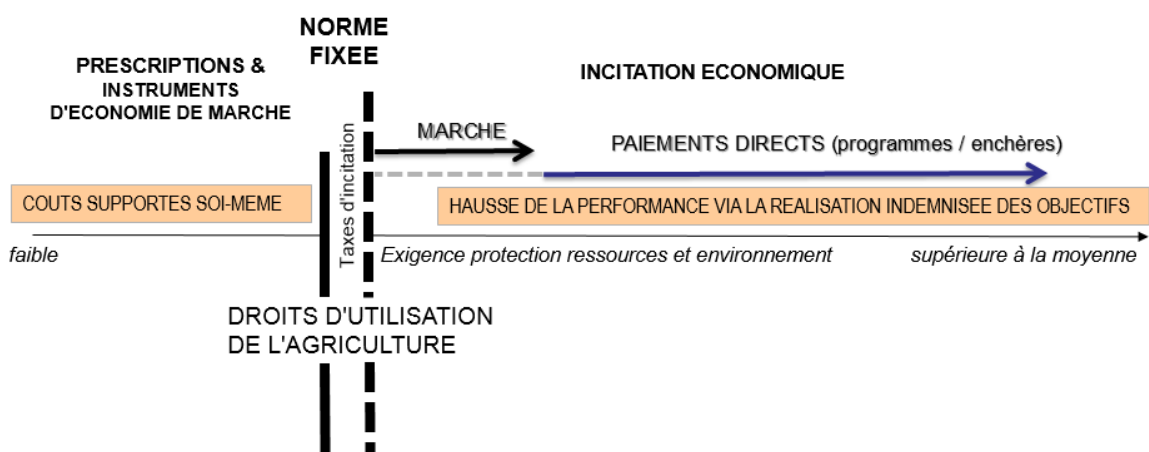 NORME
FIXEE
PRESCRIPTIONS &
INSTRUMENTS
D'ECONOMIE DE MARCHE
INCITATION ECONOMIQUE
Taxes d'incitation
MARCHE
PAIEMENTS DIRECTS (programmes / enchères)
COUTS SUPPORTES SOI-MEME
HAUSSE DE LA PERFORMANCE VIA LA REALISATION INDEMNISEE DES OBJECTIFS
faible
Exigence protection ressources et environnement
supérieure à la moyenne
DROITS D'UTILISATION
DE L'AGRICULTURE